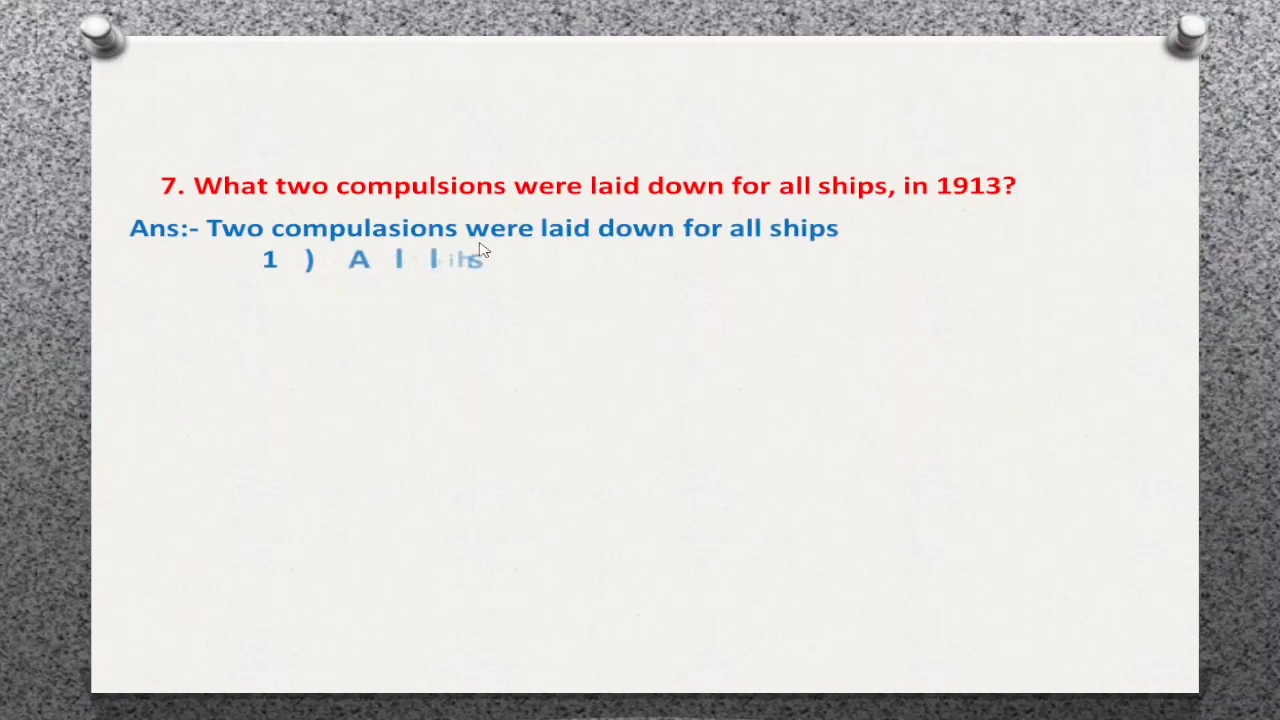 7. What two compulsions were laid down for all ships, in 1913?
Ans:- Two compulasions were laid down for all ships
1 ) A l l